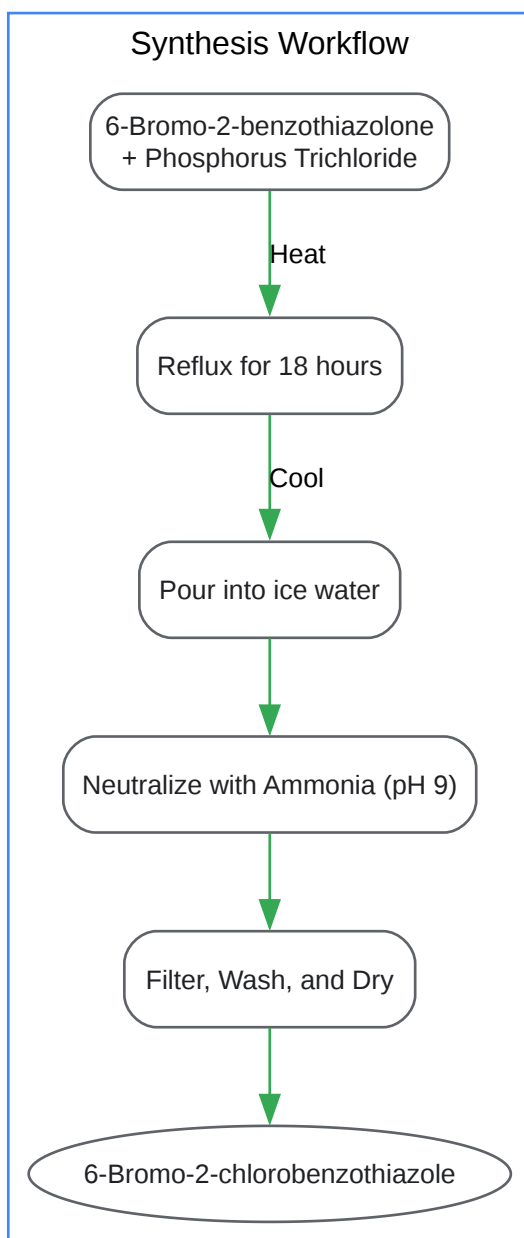 Synthesis Workflow
6-Bromo-2-benzothiazolone
+ Phosphorus Trichloride
Heat
Reflux for 18 hours
Cool
Pour into ice water
Neutralize with Ammonia (pH 9)
Filter, Wash, and Dry
6-Bromo-2-chlorobenzothiazole